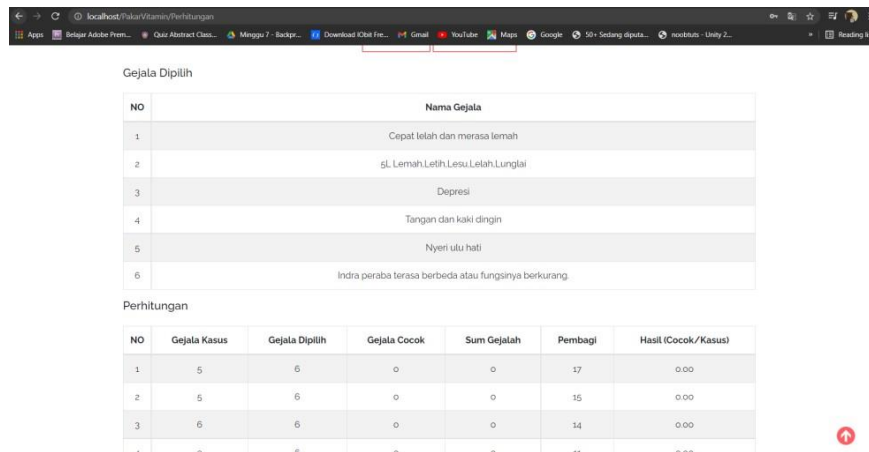 localhost/PakarVitamin/Perhitungan
Apps Belajar Adobe Prem... Quiz Abstract Class... Minggu 7 - Backpr... Download IObit Fre... Gmail YouTube Maps Google 50+ Sedang diputa... noobtuts - Unity 2... » Reading li
Gejala Dipilih
NO Nama Gejala
1 Cepat lelah dan merasa lemah
2 5L Lemah,Letih,Lesu,Lelah,Lunglai
3 Depresi
4 Tangan dan kaki dingin
5 Nyeri ulu hati
6 Indra peraba terasa berbeda atau fungsinya berkurang.
Perhitungan
NO Gejala Kasus Gejala Dipilih Gejala Cocok Sum Gejalah Pembagi Hasil (Cocok/Kasus)
1 5 6 0 0 17 0.00
2 5 6 0 0 15 0.00
3 6 6 0 0 14 0.00